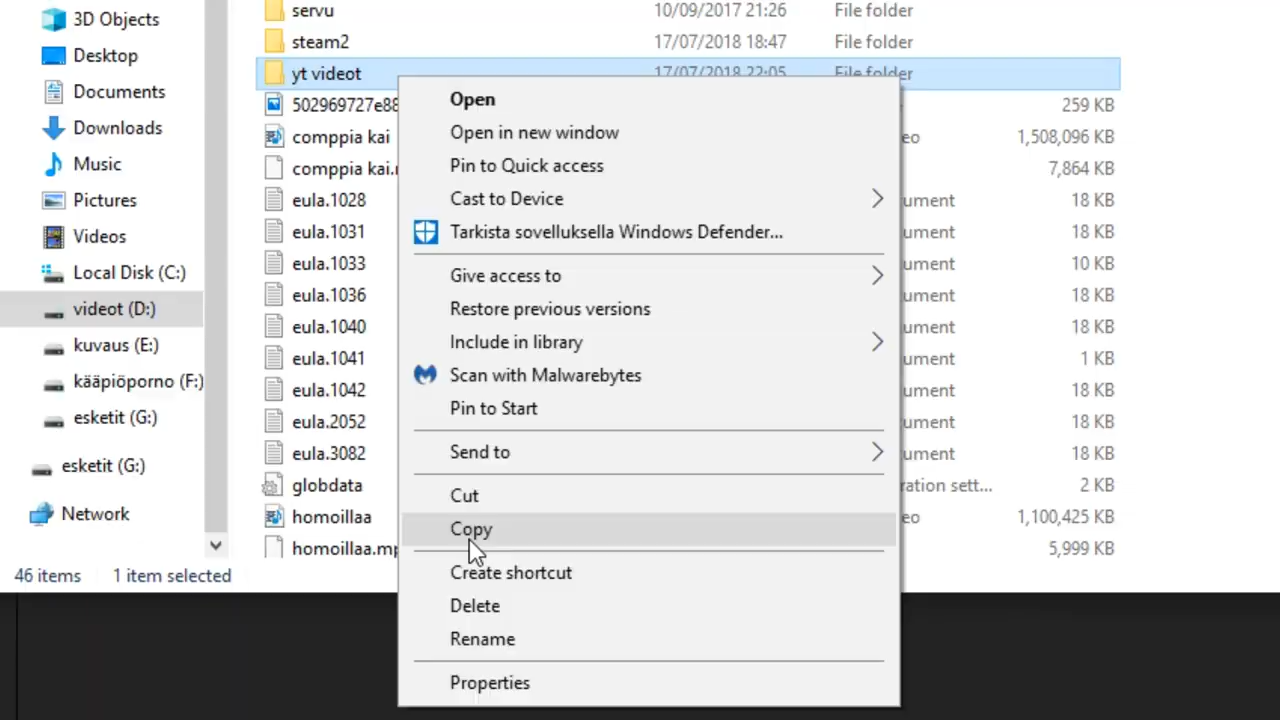 3D Objects
Desktop
Documents
Downloads
Music
Pictures
Videos
Local Disk (C:)
videot (D:)
kuvaus (E:)
kääpiöporno (F:)
esketit (G:)
esketit (G:)
Network
46 items 1 item selected
servu 10/09/2017 21:26 File folder
steam2 17/07/2018 18:47 File folder
yt videot 17/07/2018 22:05 File folder
502969727e88 259 KB
comppia kai eo 1,508,096 KB
comppia kai.r 7,864 KB
eula.1028 ument 18 KB
eula.1031 ument 18 KB
eula.1033 ument 10 KB
eula.1036 ument 18 KB
eula.1040 ument 18 KB
eula.1041 ument 1 KB
eula.1042 ument 18 KB
eula.2052 ument 18 KB
eula.3082 ument 18 KB
globdata ration sett... 2 KB
homoillaa eo 1,100,425 KB
homoillaa.mp 5,999 KB
Open
Open in new window
Pin to Quick access
Cast to Device
Tarkista sovelluksella Windows Defender...
Give access to
Restore previous versions
Include in library
Scan with Malwarebytes
Pin to Start
Send to
Cut
Copy
Create shortcut
Delete
Rename
Properties